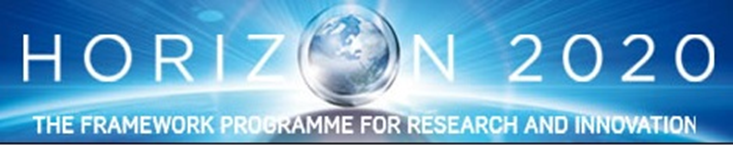 HORIZON 2020
THE FRAMEWORK PROGRAMME FOR RESEARCH AND INNOVATION